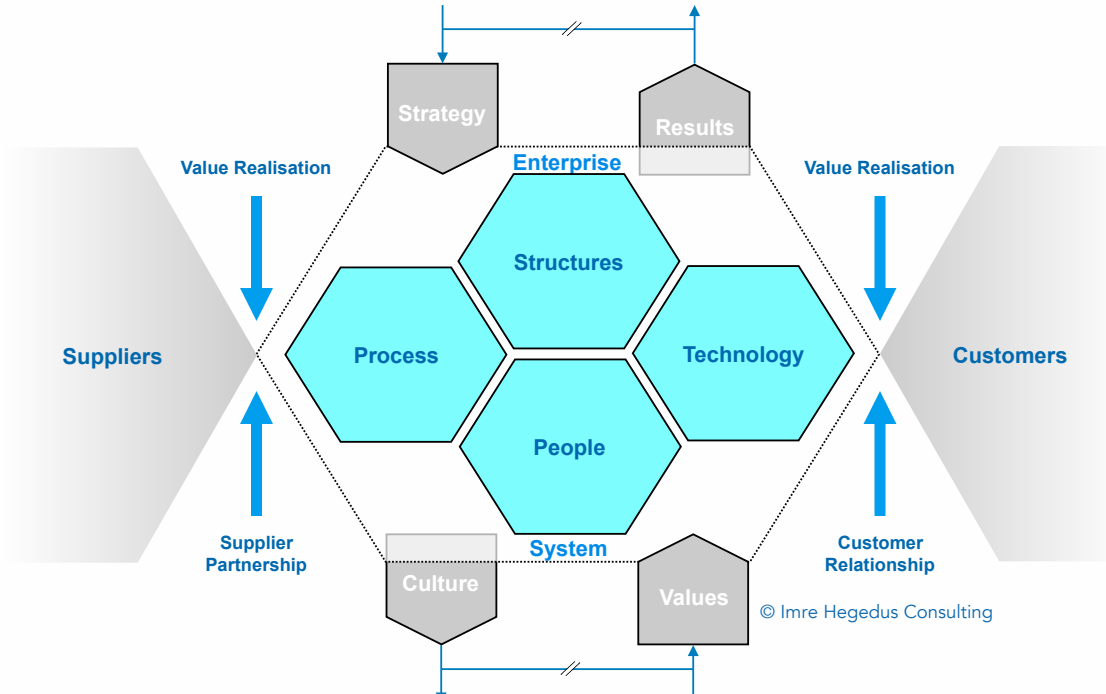 Strategy
Results
Enterprise
Value Realisation
Value Realisation
Structures
Suppliers
Process
Technology
Customers
People
Supplier
Partnership
System
Customer
Relationship
Culture
Values
© Imre Hegedus Consulting